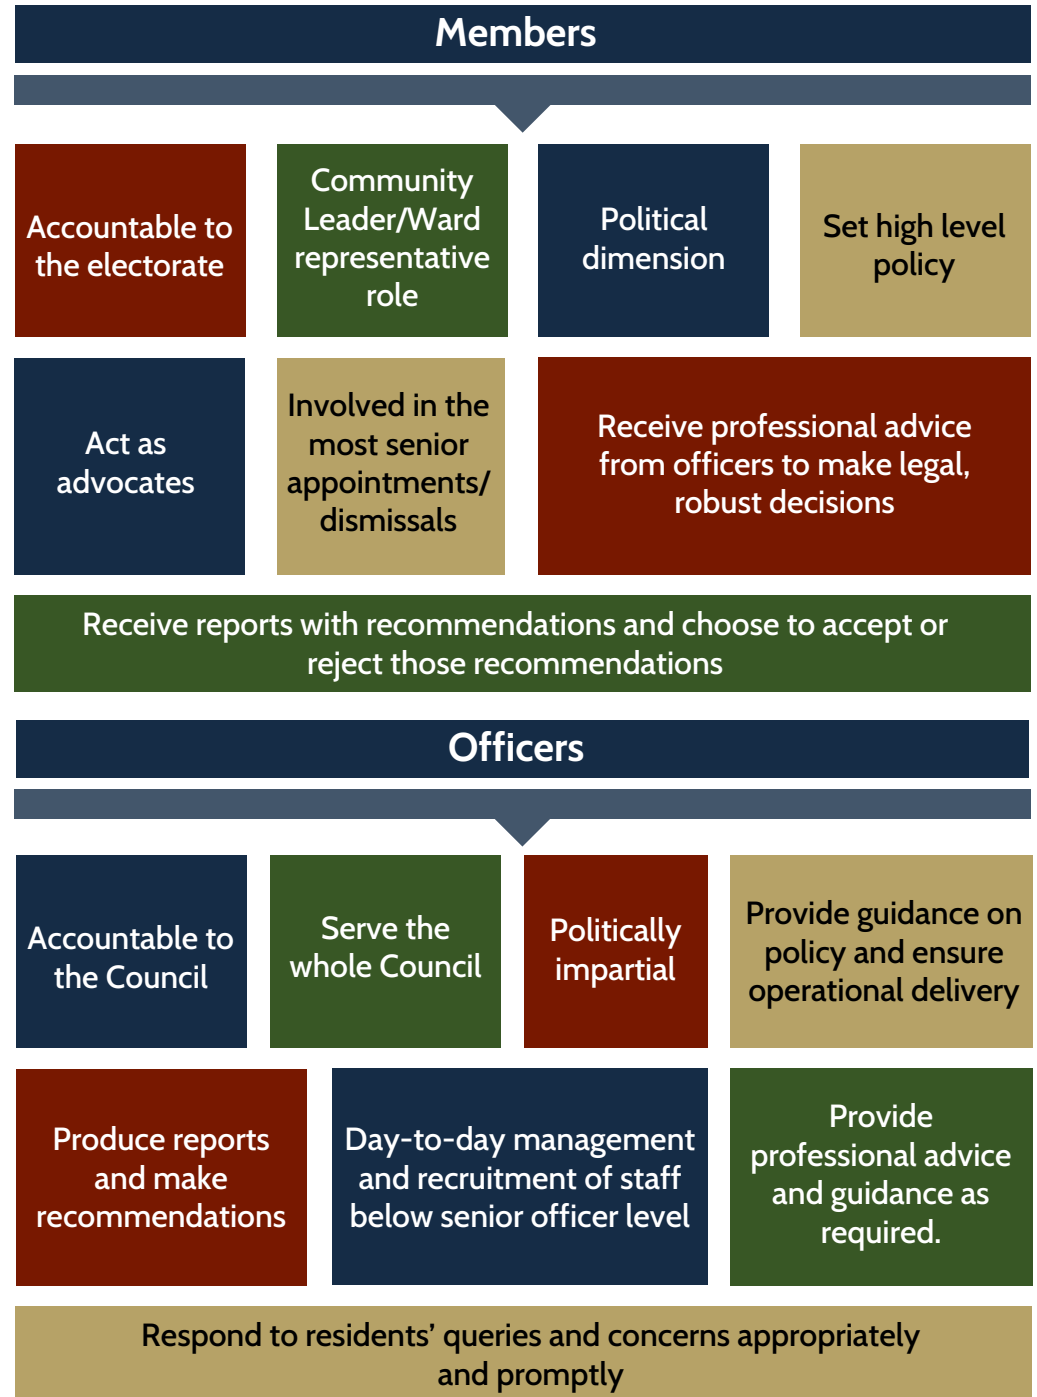 Members
Accountable to
the electorate
Community
Leader/Ward
representative
role
Political
dimension
Set high level
policy
Act as
advocates
Involved in the
most senior
appointments/
dismissals
Receive professional advice
from officers to make legal,
robust decisions
Receive reports with recommendations and choose to accept or
reject those recommendations
Officers
Accountable to
the Council
Serve the
whole Council
Politically
impartial
Provide guidance on
policy and ensure
operational delivery
Produce reports
and make
recommendations
Day-to-day management
and recruitment of staff
below senior officer level
Provide
professional advice
and guidance as
required.
Respond to residents’ queries and concerns appropriately
and promptly